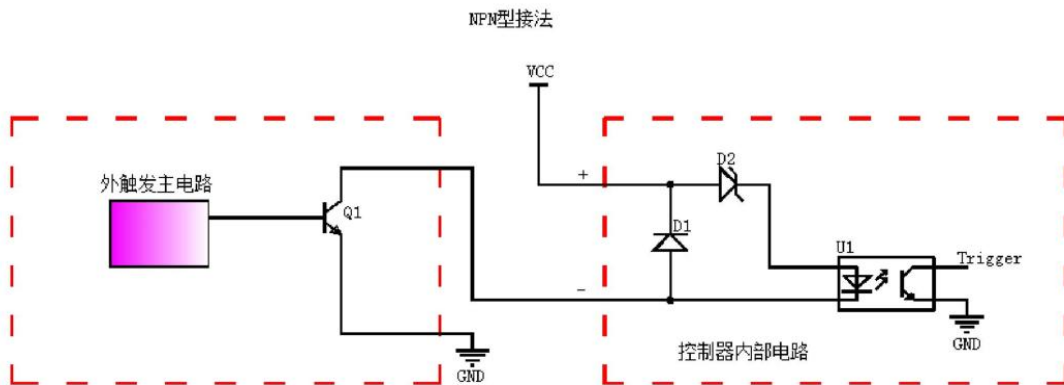 NPN型接法
VCC
外触发主电路
Q1
+
-
D2
D1
U1
Trigger
GND
控制器内部电路
GND